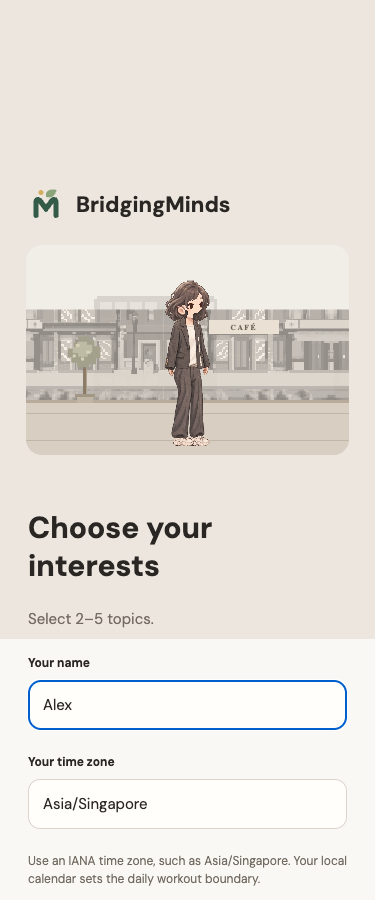 BridgingMinds
CAFÉ
Choose your
interests
Select 2–5 topics.
Your name
Alex
Your time zone
Asia/Singapore
Use an IANA time zone, such as Asia/Singapore. Your local
calendar sets the daily workout boundary.